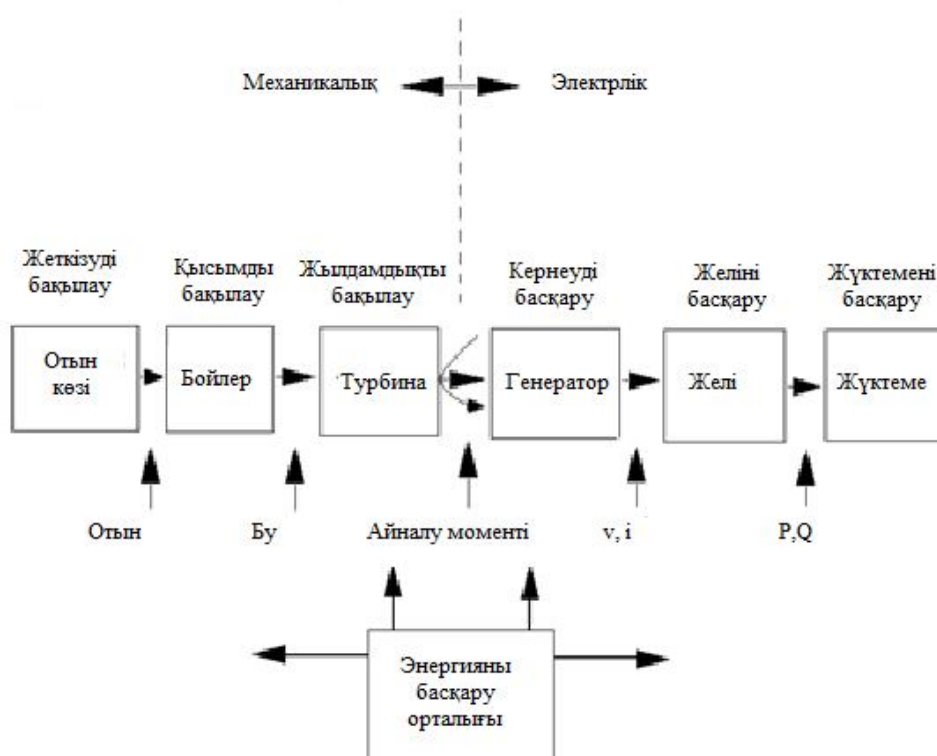 Механикалық
Электрлік
Жеткізуді
бақылау
Қысымды
бақылау
Жылдамдықты
бақылау
Кернеуді
басқару
Желіні
басқару
Жүктемені
басқару
Отын
көзі
Бойлер
Турбина
Генератор
Желі
Жүктеме
Отын
Бу
Айналу моменті
v, i
P,Q
Энергияны
басқару
орталығы